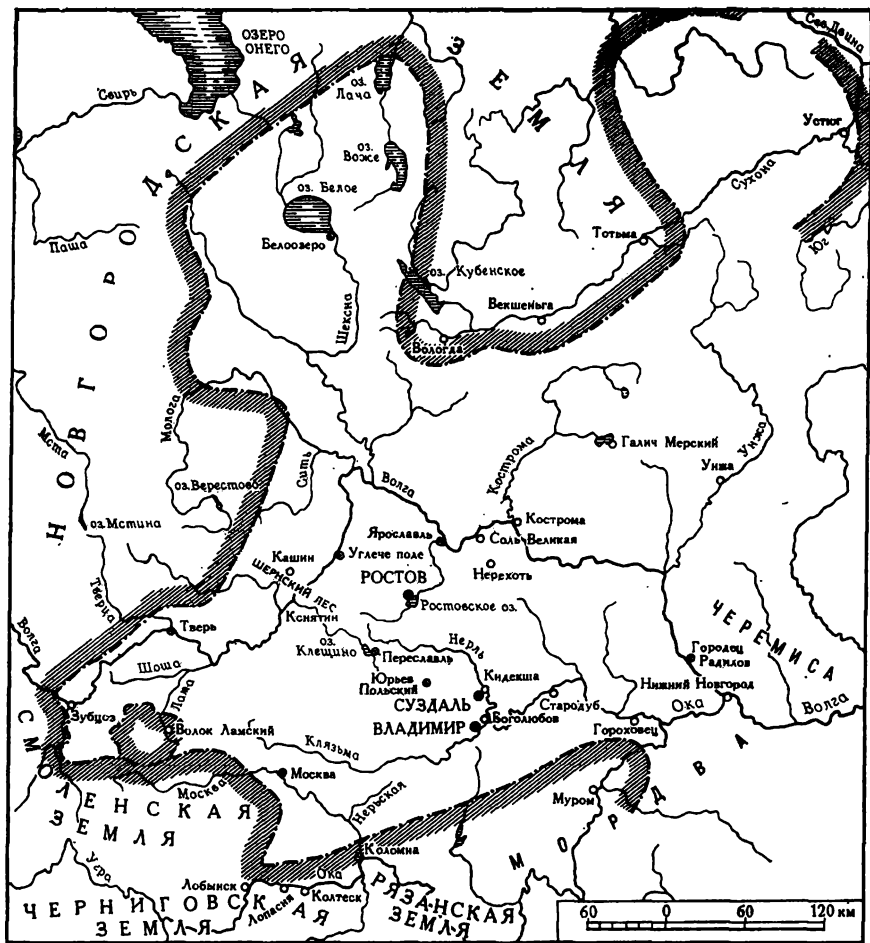 ОЗЕРО
ОНЕГО
Свирь
Сев. Двина
НОВГОРОДСКАЯ ЗЕМЛЯ
оз.
Лача
Устюг
оз.
Воже
Сухона
оз. Белое
Паша
Белоозеро
Тотьма
Юг
оз. Кубенское
Шексна
Векшеньга
Вологда
Молога
Мста
Кострома
Галич Мерский
Унжа
Сить
оз. Верестово
Волга
Унжа
оз. Мстина
Кострома
Ярославль
Соль Великая
Углече поле
Кашин
Нерехоть
ШЕРНСКИЙ ЛЕС
РОСТОВ
Тверца
Кснятин
Ростовское оз.
ЧЕРЕМИСА
Волга
Тверь
оз.
Клещино
Нерль
Переславль
Городец
Радилов
Шоша
Юрьев
Польский
Кидекша
Нижний Новгород
Зубцоз
Лама
СУЗДАЛЬ
Стародуб
Ока
Волга
Волок Ламский
ВЛАДИМИР
Боголюбов
Гороховец
Клязьма
СМОЛЕНСКАЯ
ЗЕМЛЯ
Москва
Москва
Нерьская
Муром
МОРДВА
Угра
Коломна
Ока
Лобынск
Лопасня
Колтеск
РЯЗАНСКАЯ
ЗЕМЛЯ
ЧЕРНИГОВСКАЯ
ЗЕМЛЯ
60 0 60 120 км